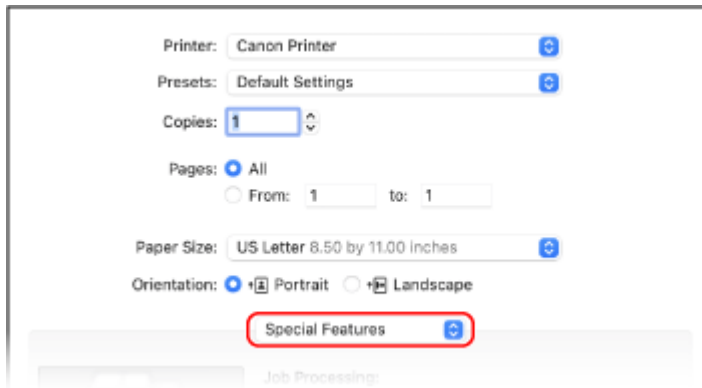 Printer: Canon Printer
Presets: Default Settings
Copies: 1
Pages: All
From: 1 to: 1
Paper Size: US Letter 8.50 by 11.00 inches
Orientation: Portrait Landscape
Special Features
Job Processing: